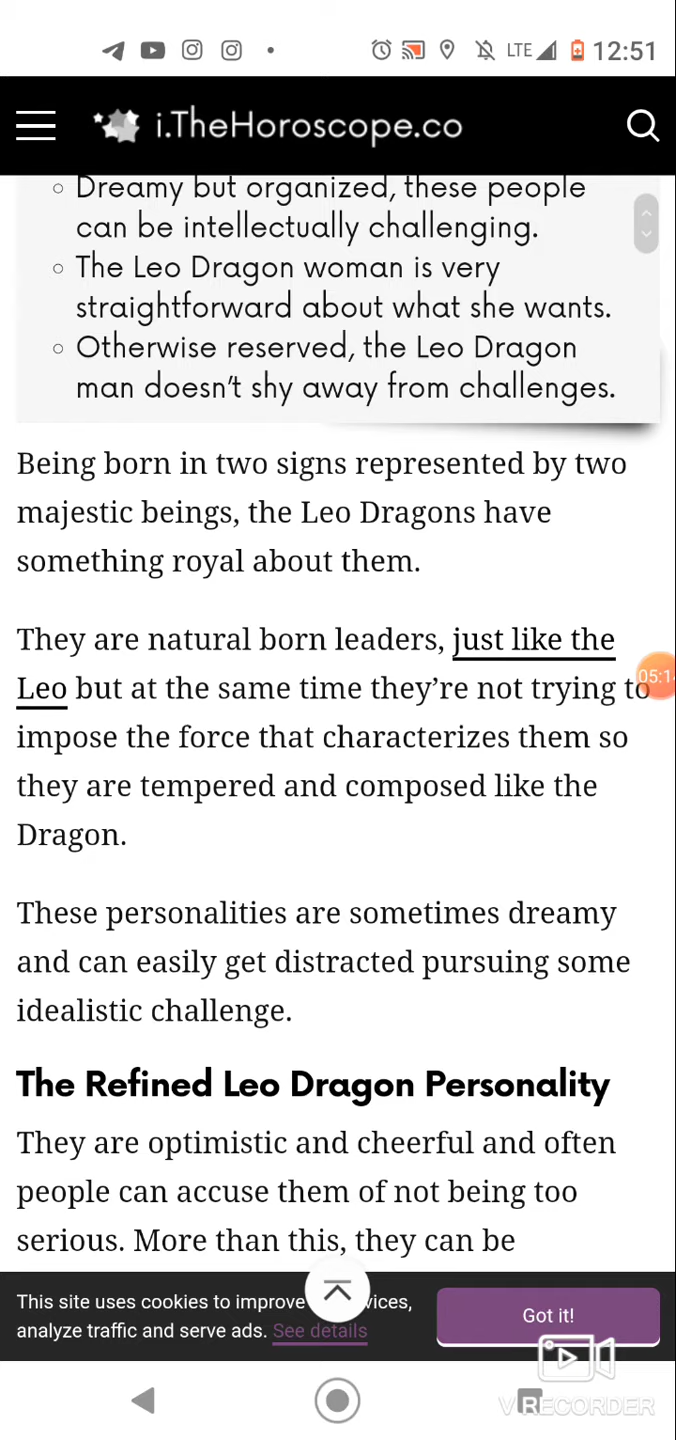 LTE 12:51
i.TheHoroscope.co
Dreamy but organized, these people
can be intellectually challenging.
The Leo Dragon woman is very
straightforward about what she wants.
Otherwise reserved, the Leo Dragon
man doesn't shy away from challenges.
Being born in two signs represented by two
majestic beings, the Leo Dragons have
something royal about them.
They are natural born leaders, just like the
Leo but at the same time they're not trying to
impose the force that characterizes them so
they are tempered and composed like the
Dragon.
These personalities are sometimes dreamy
and can easily get distracted pursuing some
idealistic challenge.
The Refined Leo Dragon Personality
They are optimistic and cheerful and often
people can accuse them of not being too
serious. More than this, they can be
This site uses cookies to improve
analyze traffic and serve ads. See details
Got it!
V RECORDER